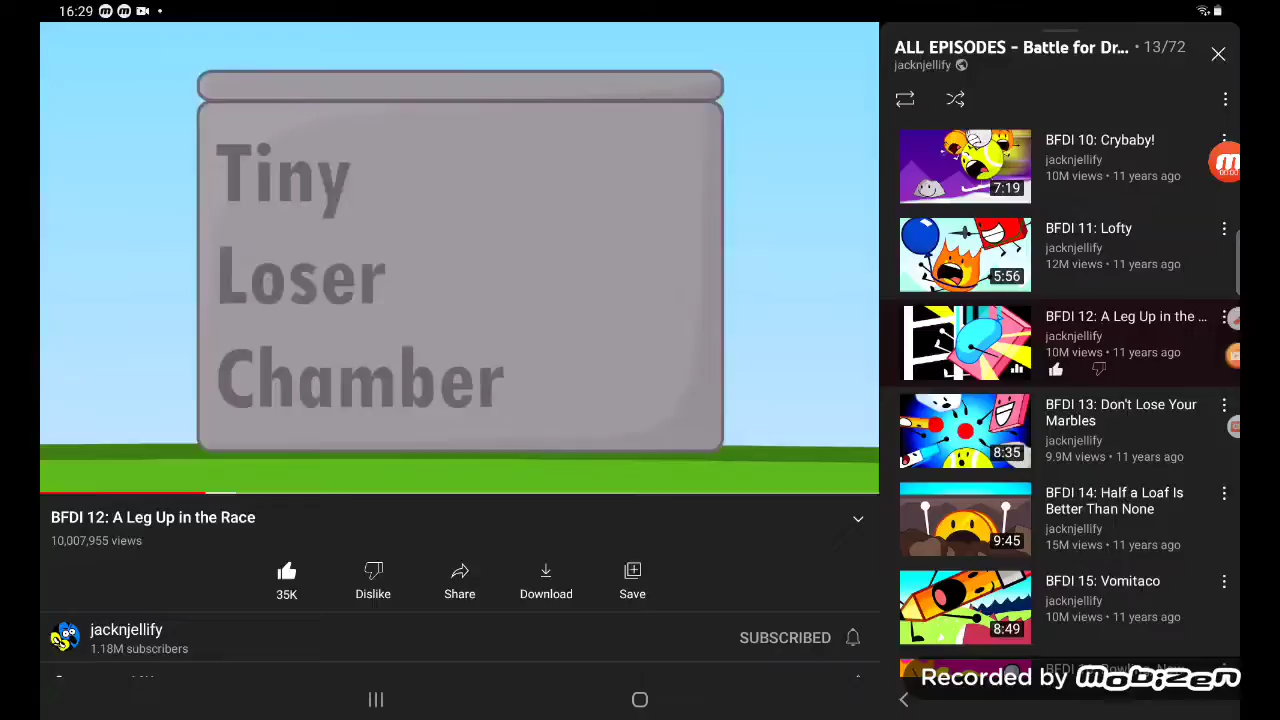 16:29
ALL EPISODES - Battle for Dr... • 13/72
jacknjellify
Tiny
Loser
Chamber
BFDI 10: Crybaby!
jacknjellify
10M views • 11 years ago
7:19
00:00
BFDI 11: Lofty
jacknjellify
12M views • 11 years ago
5:56
BFDI 12: A Leg Up in the ...
jacknjellify
10M views • 11 years ago
BFDI 13: Don't Lose Your
Marbles
jacknjellify
9.9M views • 11 years ago
8:35
BFDI 14: Half a Loaf Is
Better Than None
jacknjellify
15M views • 11 years ago
9:45
BFDI 15: Vomitaco
jacknjellify
10M views • 11 years ago
8:49
BFDI 12: A Leg Up in the Race
10,007,955 views
35K
Dislike
Share
Download
Save
jacknjellify
1.18M subscribers
SUBSCRIBED
Recorded by mobizen